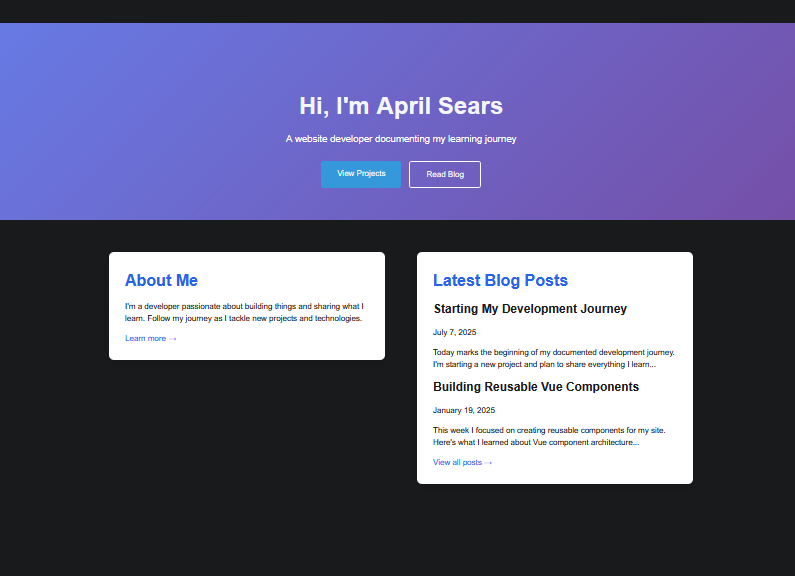 Hi, I'm April Sears
A website developer documenting my learning journey
View Projects
Read Blog
About Me
I'm a developer passionate about building things and sharing what I
learn. Follow my journey as I tackle new projects and technologies.
Learn more →
Latest Blog Posts
Starting My Development Journey
July 7, 2025
Today marks the beginning of my documented development journey.
I'm starting a new project and plan to share everything I learn...
Building Reusable Vue Components
January 19, 2025
This week I focused on creating reusable components for my site.
Here's what I learned about Vue component architecture...
View all posts →